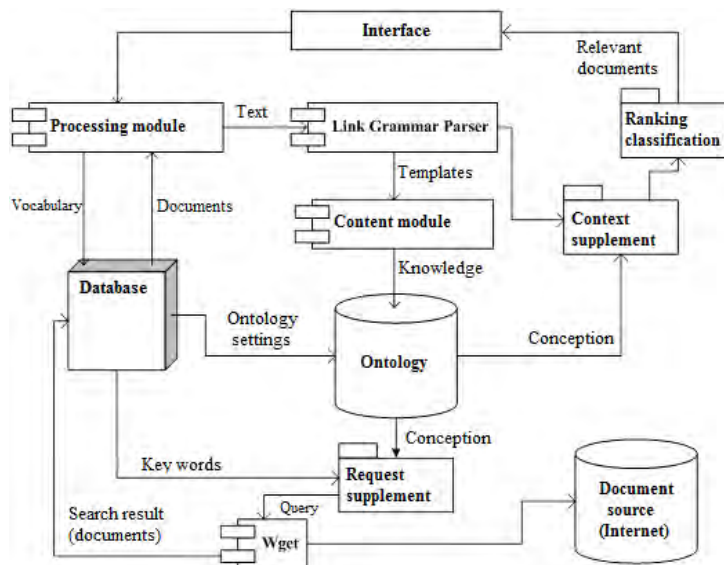 Interface
Relevant
documents
Processing module
Text
Link Grammar Parser
Ranking
classification
Templates
Vocabulary
Documents
Content module
Context
supplement
Knowledge
Database
Ontology
settings
Ontology
Conception
Conception
Key words
Request
supplement
Document
source
(Internet)
Query
Search result
(documents)
Wget